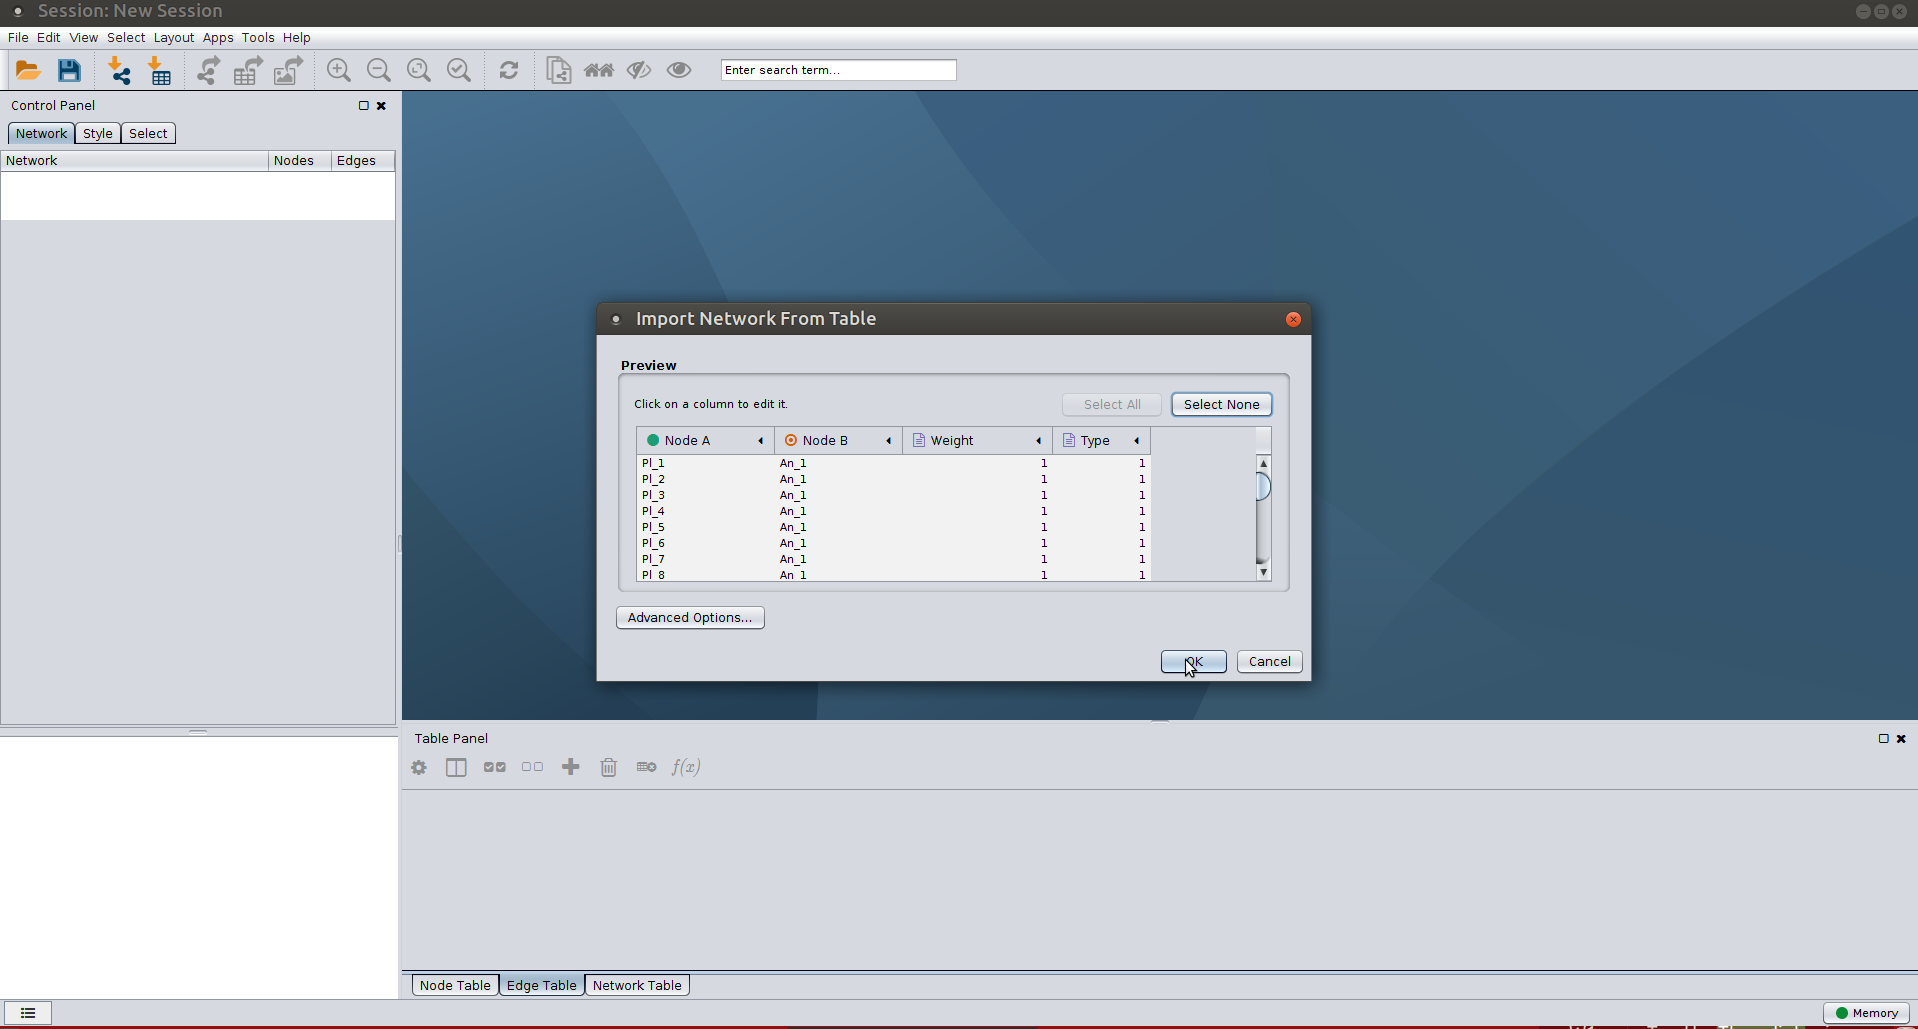 Session: New Session
File Edit View Select Layout Apps Tools Help
Enter search term...
Control Panel
Network Style Select
Network Nodes Edges
Import Network From Table
Preview
Click on a column to edit it. Select All Select None
Node A Node B Weight Type
Pl_1 An_1 1 1
Pl_2 An_1 1 1
Pl_3 An_1 1 1
Pl_4 An_1 1 1
Pl_5 An_1 1 1
Pl_6 An_1 1 1
Pl_7 An_1 1 1
Pl_8 An_1 1 1
Advanced Options...
OK Cancel
Table Panel
f(x)
Node Table Edge Table Network Table
Memory